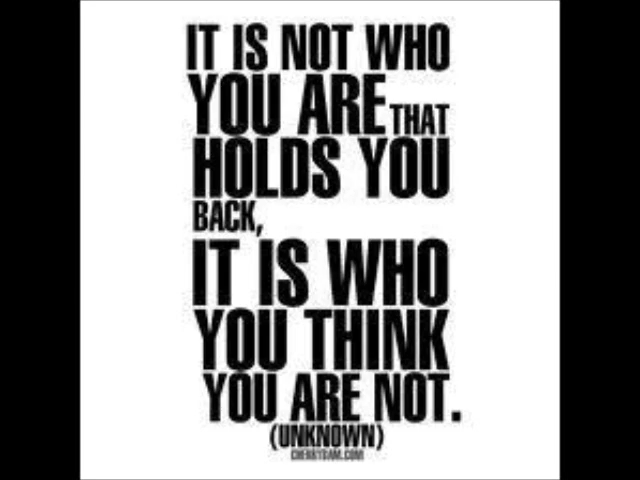 IT IS NOT WHO
YOU ARE THAT
HOLDS YOU
BACK,
IT IS WHO
YOU THINK
YOU ARE NOT.
(UNKNOWN)